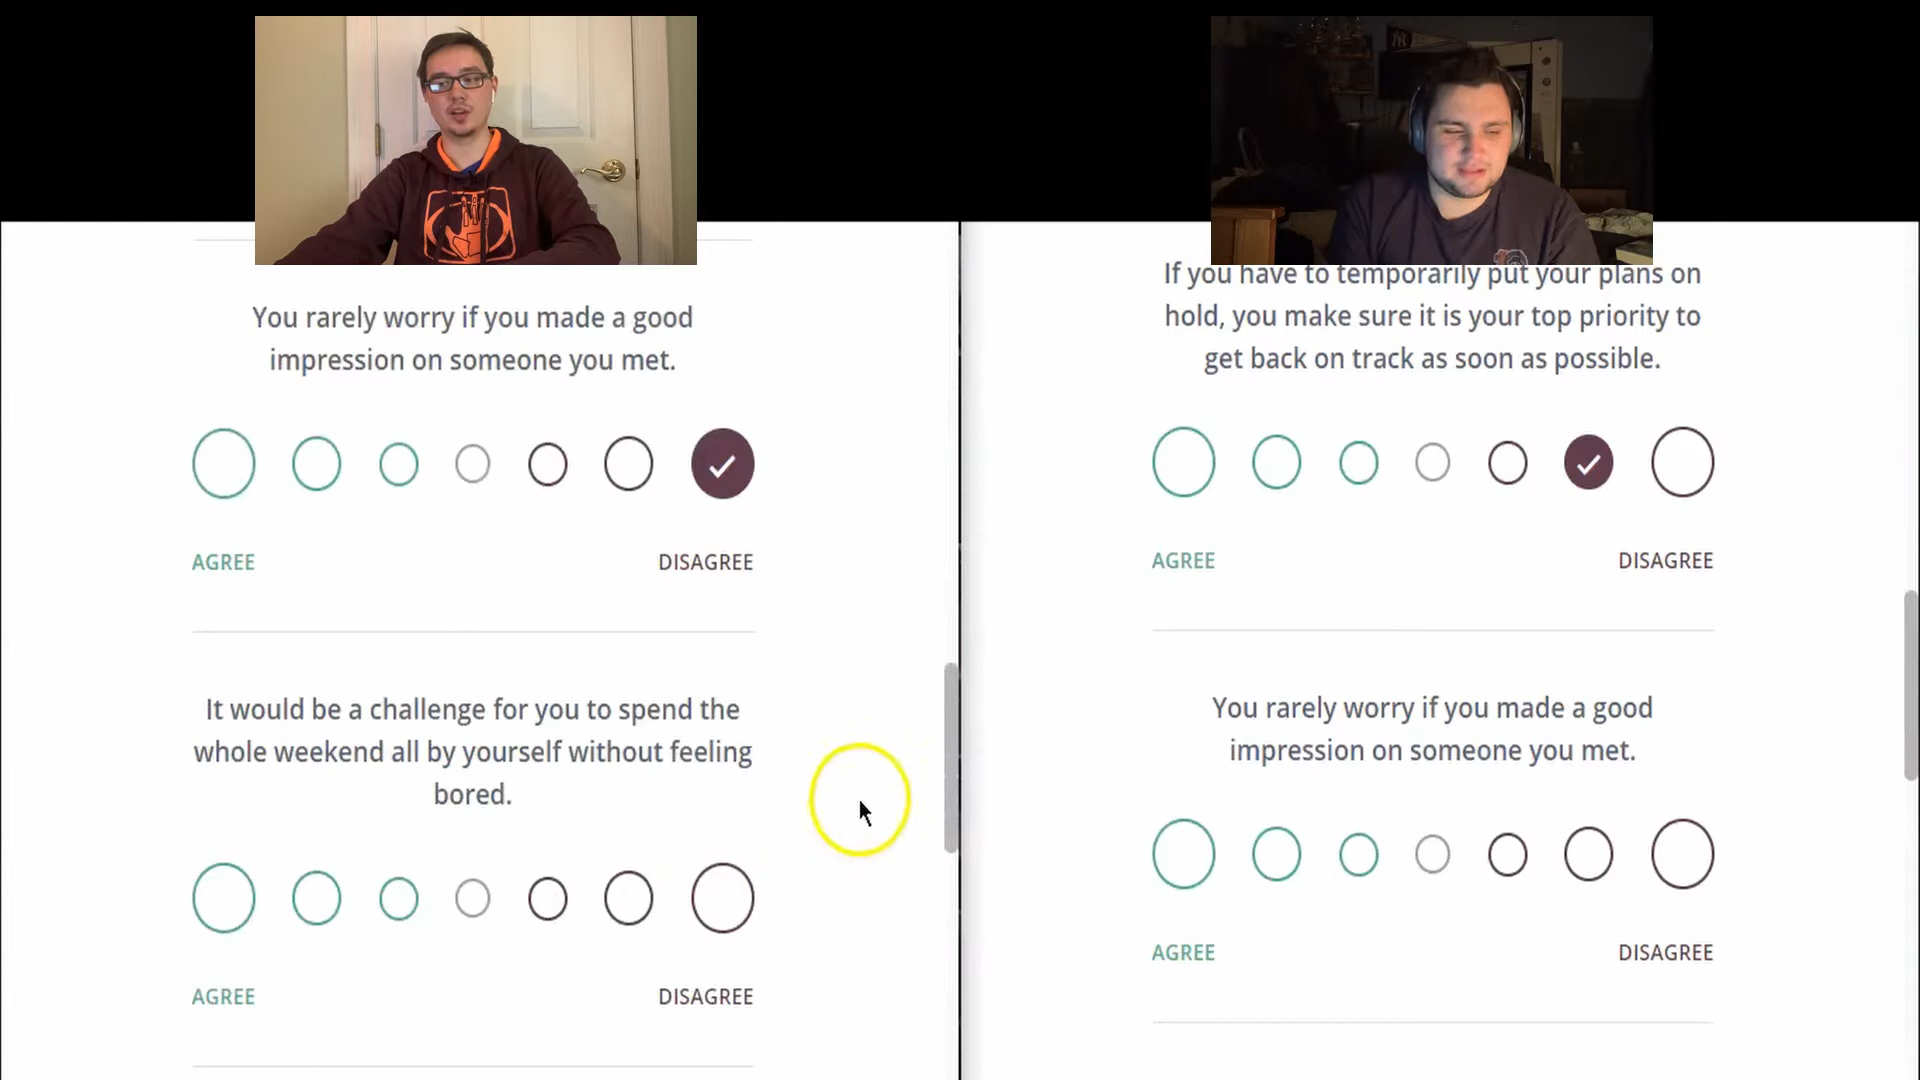 You rarely worry if you made a good
impression on someone you met.
AGREE
DISAGREE
It would be a challenge for you to spend the
whole weekend all by yourself without feeling
bored.
AGREE
DISAGREE
If you have to temporarily put your plans on
hold, you make sure it is your top priority to
get back on track as soon as possible.
AGREE
DISAGREE
You rarely worry if you made a good
impression on someone you met.
AGREE
DISAGREE